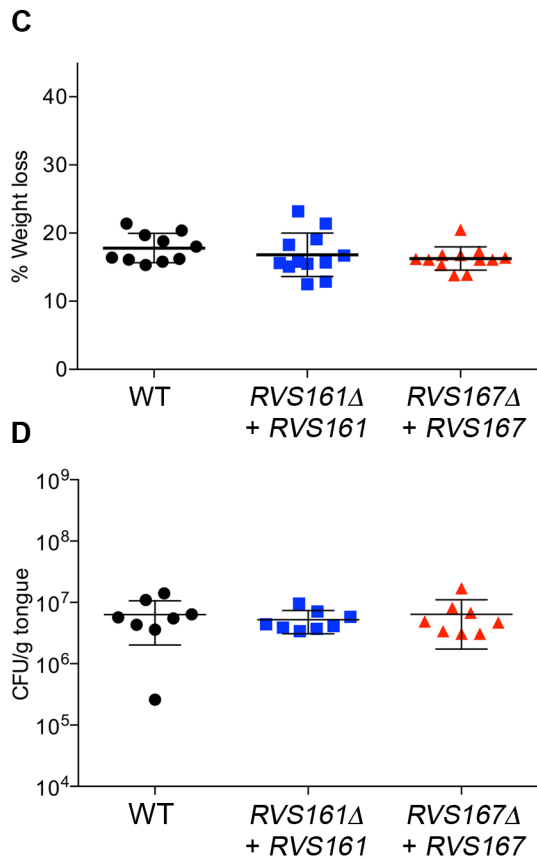 C
% Weight loss
40
30
20
10
0
WT
RVS161Δ
+ RVS161
RVS167Δ
+ RVS167
D
CFU/g tongue
10⁹
10⁸
10⁷
10⁶
10⁵
10⁴
WT
RVS161Δ
+ RVS161
RVS167Δ
+ RVS167